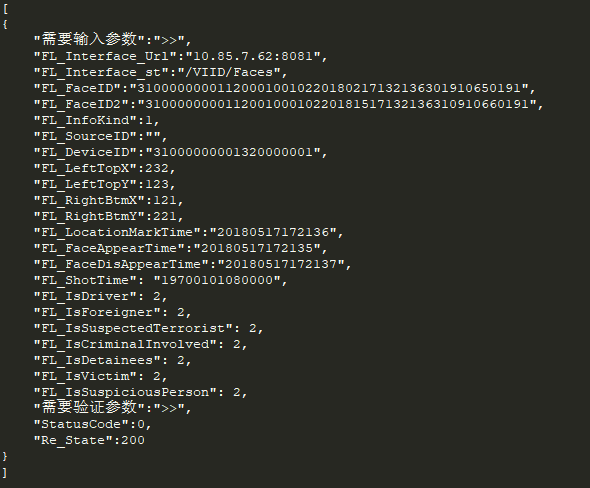 [
{
"需要输入参数":">>",
"FL_Interface_Url":"10.85.7.62:8081",
"FL_Interface_st":"/VIID/Faces",
"FL_FaceID":"310000000011200010010220180217132136301910650191",
"FL_FaceID2":"310000000011200100010220181517132136310910660191",
"FL_InfoKind":1,
"FL_SourceID":"",
"FL_DeviceID":"31000000001320000001",
"FL_LeftTopX":232,
"FL_LeftTopY":123,
"FL_RightBtmX":121,
"FL_RightBtmY":221,
"FL_LocationMarkTime":"20180517172136",
"FL_FaceAppearTime":"20180517172135",
"FL_FaceDisAppearTime":"20180517172137",
"FL_ShotTime": "19700101080000",
"FL_IsDriver": 2,
"FL_IsForeigner": 2,
"FL_IsSuspectedTerrorist": 2,
"FL_IsCriminalInvolved": 2,
"FL_IsDetainees": 2,
"FL_IsVictim": 2,
"FL_IsSuspiciousPerson": 2,
"需要验证参数":">>",
"StatusCode":0,
"Re_State":200
}
]